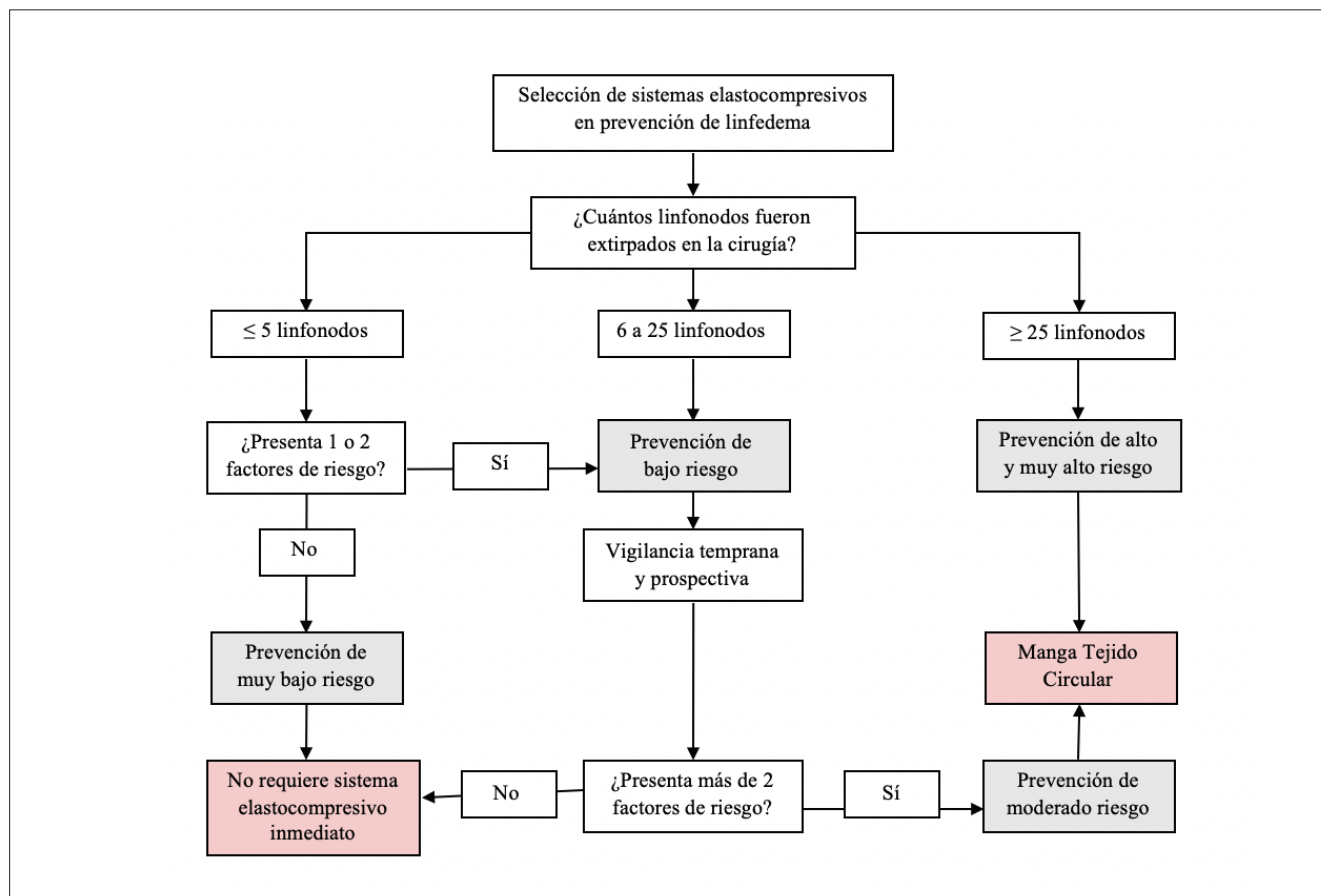 Selección de sistemas elastocompresivos
en prevención de linfedema
¿Cuántos linfonodos fueron
extirpados en la cirugía?
≤ 5 linfonodos
6 a 25 linfonodos
≥ 25 linfonodos
¿Presenta 1 o 2
factores de riesgo?
Sí
Prevención de
bajo riesgo
Prevención de alto
y muy alto riesgo
No
Vigilancia temprana
y prospectiva
Prevención de
muy bajo riesgo
Manga Tejido
Circular
No requiere sistema
elastocompresivo
inmediato
No
¿Presenta más de 2
factores de riesgo?
Sí
Prevención de
moderado riesgo